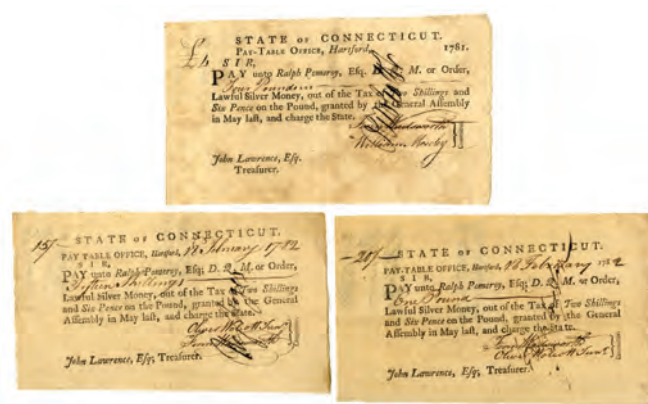 STATE OF CONNECTICUT.
PAY-TABLE OFFICE, Hartford, 1781.
£4 SIR,
PAY unto Ralph Pomeroy, Esq. D. Q. M. or Order,
Four Pounds
Lawful Silver Money, out of the Tax of Two Shillings
and Six Pence on the Pound, granted by the General Assembly
in May last, and charge the State.
William Mosely
John Lawrence, Esq.
Treasurer.
15/ STATE OF CONNECTICUT.
PAY-TABLE OFFICE, Hartford, February 1782
SIR,
PAY unto Ralph Pomeroy, Esq; D. Q. M. or Order,
Fifteen Shillings
Lawful Silver Money, out of the Tax of Two Shillings
and Six Pence on the Pound, granted by the General
Assembly in May last, and charge the State.
John Lawrence, Esq; Treasurer.
20/ STATE OF CONNECTICUT.
PAY-TABLE OFFICE, Hartford, February 1782
SIR,
PAY unto Ralph Pomeroy, Esq; D. Q. M. or Order,
One Pound
Lawful Silver Money, out of the Tax of Two Shillings
and Six Pence on the Pound, granted by the General
Assembly in May last, and charge the State.
John Lawrence, Esq; Treasurer.